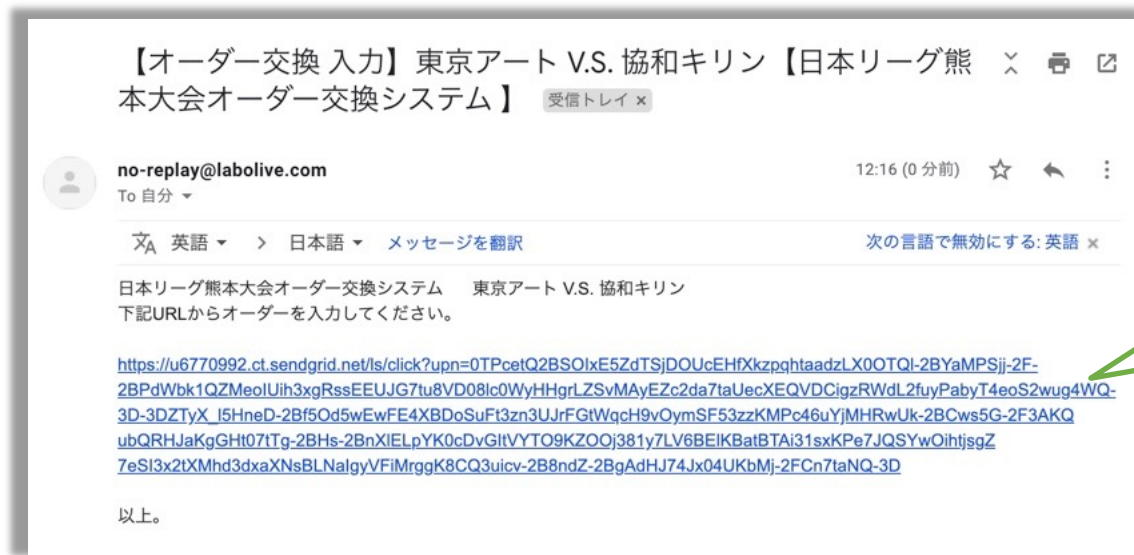 【オーダー交換 入力】東京アート V.S. 協和キリン【日本リーグ熊
本大会オーダー交換システム 】 受信トレイ ×
no-replay@labolive.com
12:16 (0 分前)
To 自分
英語 > 日本語 メッセージを翻訳
次の言語で無効にする: 英語 ×
日本リーグ熊本大会オーダー交換システム 東京アート V.S. 協和キリン
下記URLからオーダーを入力してください。
https://u6770992.ct.sendgrid.net/ls/click?upn=0TPcetQ2BSOIxE5ZdTSjDOUcEHfXkzpqhtaadzLX0OTQl-2BYaMPSjj-2F-
2BPdWbk1QZMeolUih3xgRssEEUJG7tu8VD08lc0WyHHgrLZSvMAyEZc2da7taUecXEQVDCigzRWdL2fuyPabyT4eoS2wug4WQ-
3D-3DZTyX_l5HneD-2Bf5Od5wEwFE4XBDoSuFt3zn3UJrFGtWqcH9vOymSF53zzKMPc46uYjMHRwUk-2BCws5G-2F3AKQ
ubQRHJaKgGHt07tTg-2BHs-2BnXlELpYK0cDvGItVYTO9KZOOj381y7LV6BElKBatBTAi31sxKPe7JQSYwOihtjsgZ
7eSI3x2tXMhd3dxaXNsBLNalgyVFiMrggK8CQ3uicv-2B8ndZ-2BgAdHJ74Jx04UKbMj-2FCn7taNQ-3D
以上。